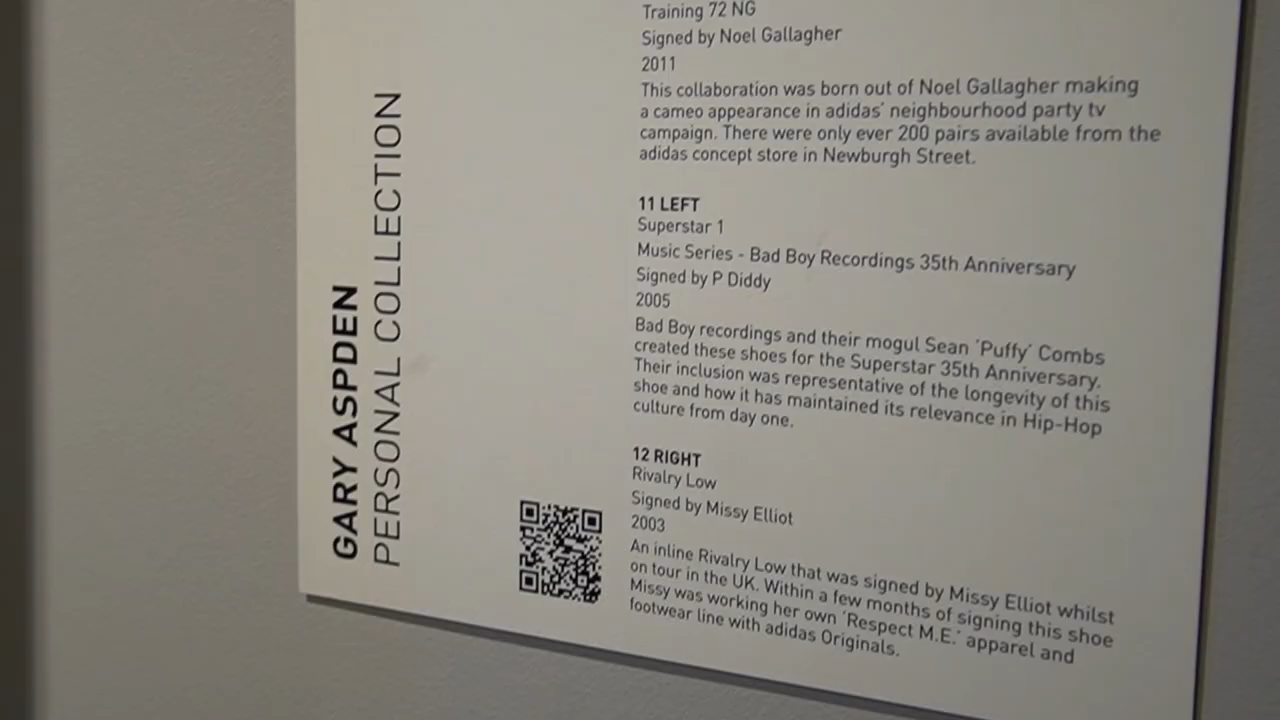 GARY ASPDEN
PERSONAL COLLECTION
Training 72 NG
Signed by Noel Gallagher
2011
This collaboration was born out of Noel Gallagher making
a cameo appearance in adidas' neighbourhood party tv
campaign. There were only ever 200 pairs available from the
adidas concept store in Newburgh Street.
11 LEFT
Superstar 1
Music Series - Bad Boy Recordings 35th Anniversary
Signed by P Diddy
2005
Bad Boy recordings and their mogul Sean 'Puffy' Combs
created these shoes for the Superstar 35th Anniversary.
Their inclusion was representative of the longevity of this
shoe and how it has maintained its relevance in Hip-Hop
culture from day one.
12 RIGHT
Rivalry Low
Signed by Missy Elliot
2003
An inline Rivalry Low that was signed by Missy Elliot whilst
on tour in the UK. Within a few months of signing this shoe
Missy was working her own 'Respect M.E.' apparel and
footwear line with adidas Originals.